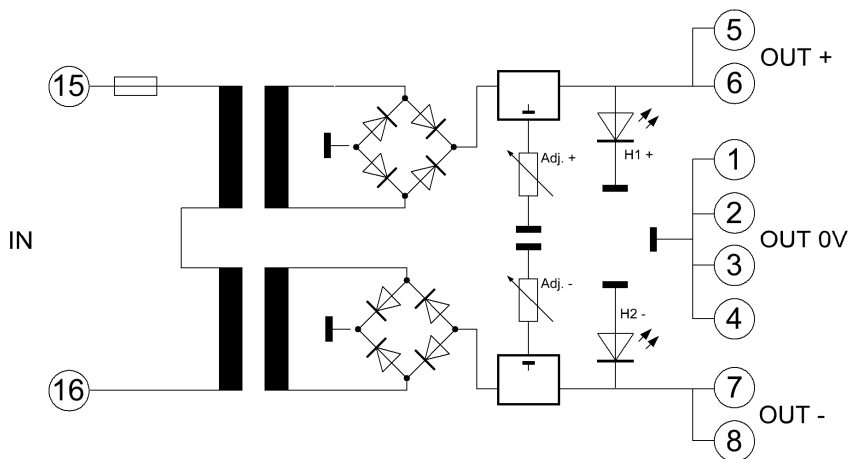 5
OUT +
15
6
Adj. +
H1 +
1
2
IN
OUT 0V
3
Adj. -
H2 -
4
16
7
OUT -
8